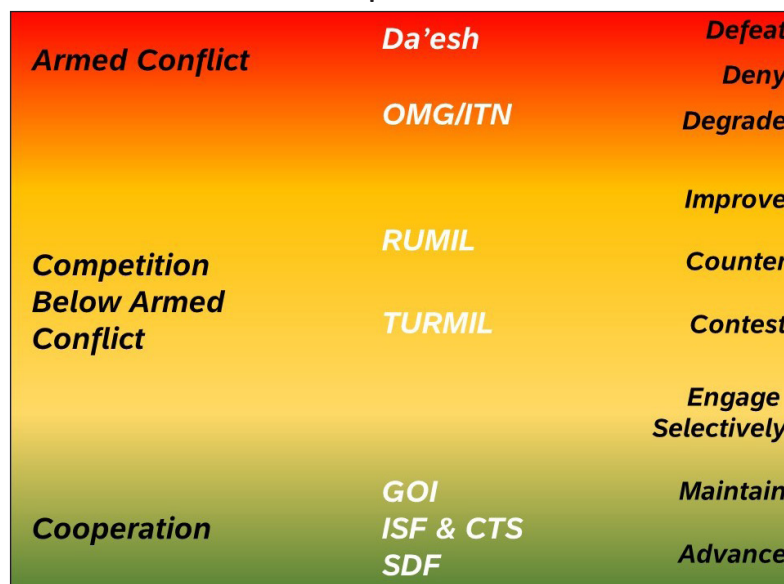 Armed Conflict
Da'esh
OMG/ITN
Defeat
Deny
Degrade
Competition
Below Armed
Conflict
RUMIL
TURMIL
Improve
Counter
Contest
Engage
Selectively
Cooperation
GOI
ISF & CTS
SDF
Maintain
Advance